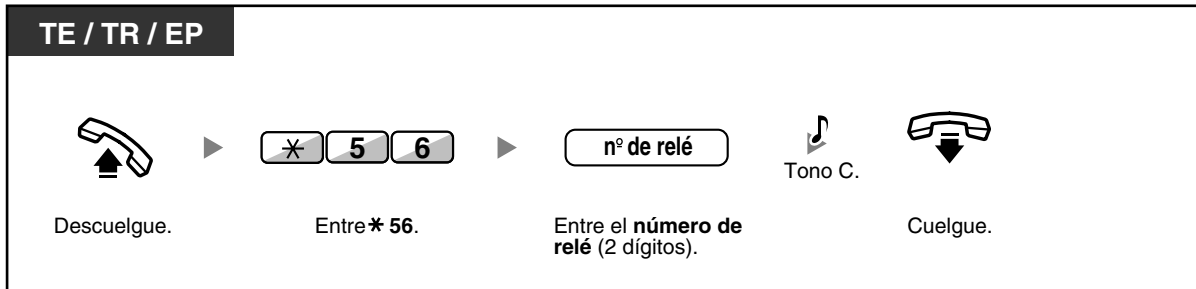 TE / TR / EP
* 5 6
nº de relé
Tono C.
Descuelgue.
Entre * 56.
Entre el número de
relé (2 dígitos).
Cuelgue.